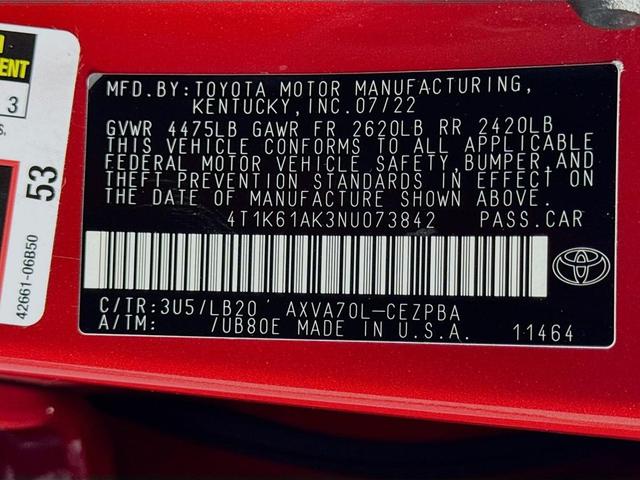 ENT
3
S.
53
42661-06B50
MFD.BY:TOYOTA MOTOR MANUFACTURING,
KENTUCKY,INC.07/22
GVWR 4475LB GAWR FR 2620LB RR 2420LB
THIS VEHICLE CONFORMS TO ALL APPLICABLE
FEDERAL MOTOR VEHICLE SAFETY,BUMPER,AND
THEFT PREVENTION STANDARDS IN EFFECT ON
THE DATE OF MANUFACTURE SHOWN ABOVE.
4T1K61AK3NU073842 PASS.CAR
C/TR:3U5/LB20 AXVA70L-CEZPBA
A/TM: /UB80E MADE IN U.S.A. 11464